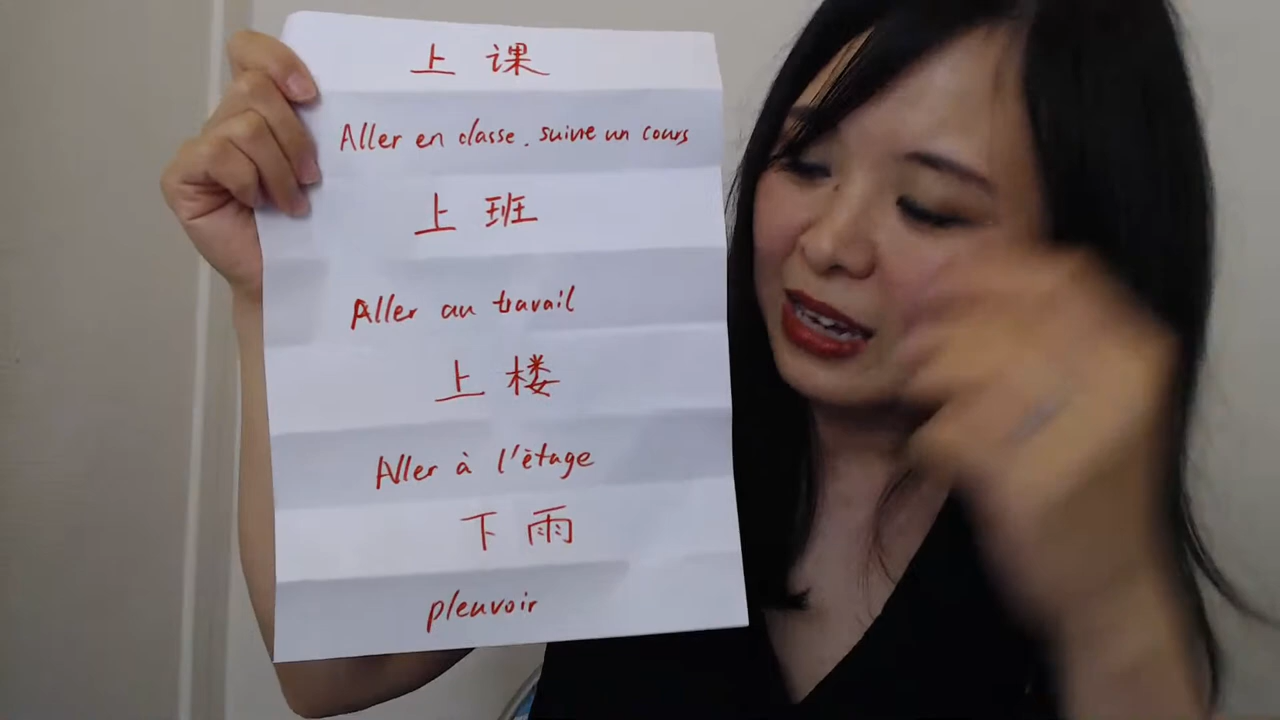 上课
Aller en classe. suivre un cours
上班
Aller au travail
上楼
Aller à l'étage
下雨
pleuvoir